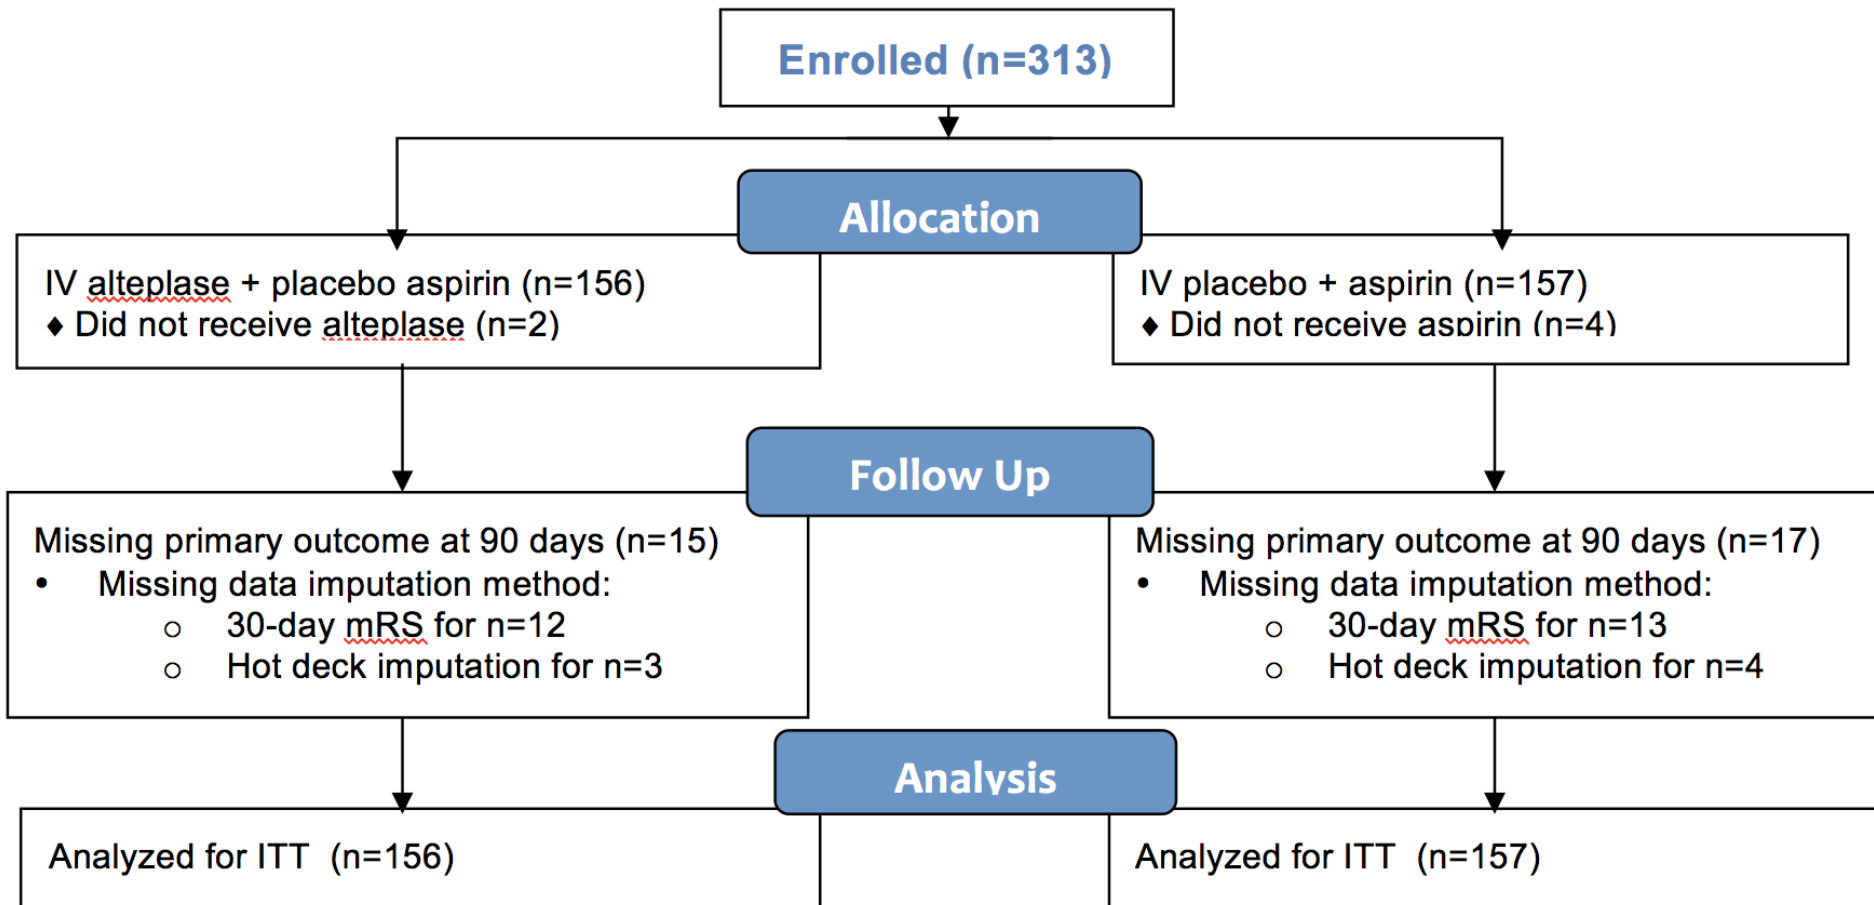 Enrolled (n=313)
Allocation
IV alteplase + placebo aspirin (n=156)
♦ Did not receive alteplase (n=2)
IV placebo + aspirin (n=157)
♦ Did not receive aspirin (n=4)
Follow Up
Missing primary outcome at 90 days (n=15)
• Missing data imputation method:
o 30-day mRS for n=12
o Hot deck imputation for n=3
Missing primary outcome at 90 days (n=17)
• Missing data imputation method:
o 30-day mRS for n=13
o Hot deck imputation for n=4
Analysis
Analyzed for ITT (n=156)
Analyzed for ITT (n=157)